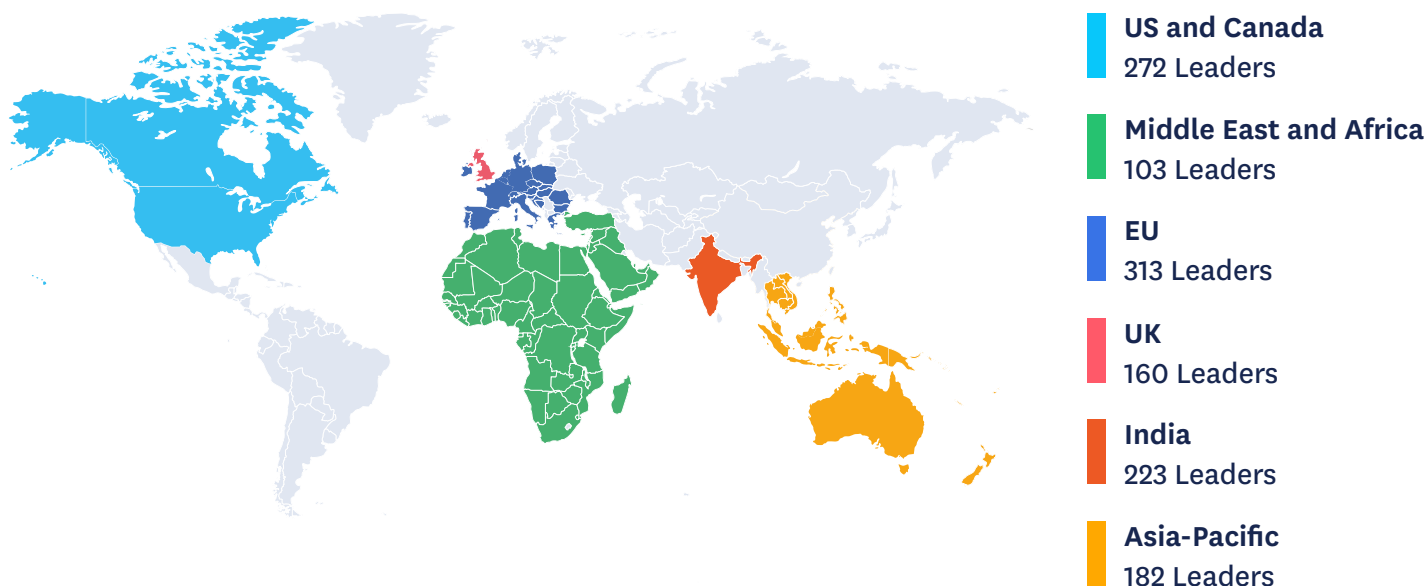 US and Canada
272 Leaders
Middle East and Africa
103 Leaders
EU
313 Leaders
UK
160 Leaders
India
223 Leaders
Asia-Pacific
182 Leaders